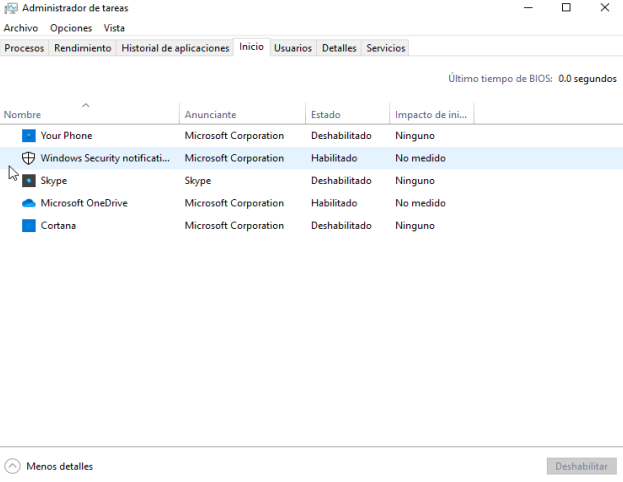 Administrador de tareas
Archivo Opciones Vista
Procesos Rendimiento Historial de aplicaciones Inicio Usuarios Detalles Servicios
Último tiempo de BIOS: 0.0 segundos
Nombre Anunciante Estado Impacto de ini...
Your Phone Microsoft Corporation Deshabilitado Ninguno
Windows Security notificati... Microsoft Corporation Habilitado No medido
Skype Skype Deshabilitado Ninguno
Microsoft OneDrive Microsoft Corporation Habilitado No medido
Cortana Microsoft Corporation Deshabilitado Ninguno
Menos detalles Deshabilitar